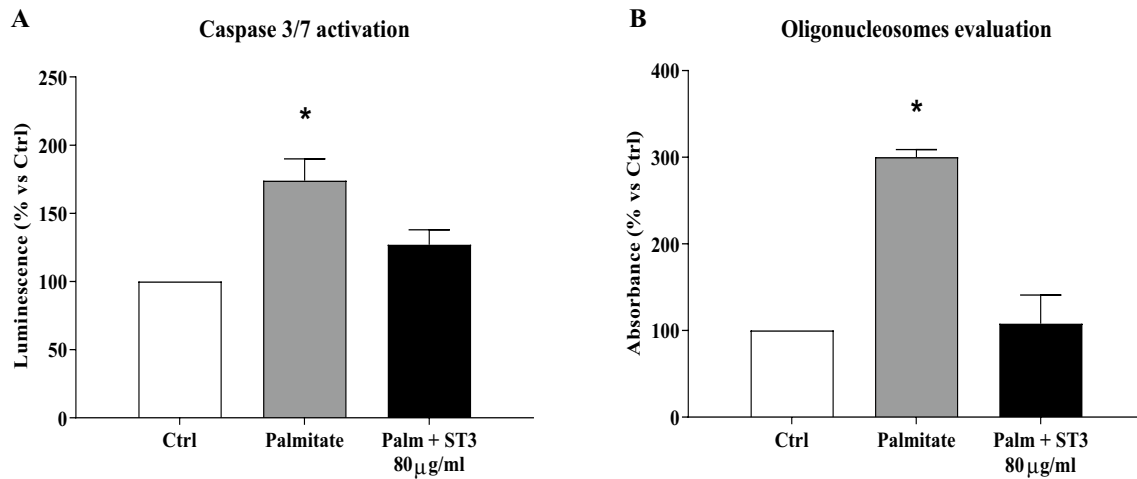 A
Caspase 3/7 activation
Luminescence (% vs Ctrl)
250
200
150
100
50
0
*
Ctrl
Palmitate
Palm + ST3
80μg/ml
B
Oligonucleosomes evaluation
Absorbance (% vs Ctrl)
400
300
200
100
0
*
Ctrl
Palmitate
Palm + ST3
80μg/ml